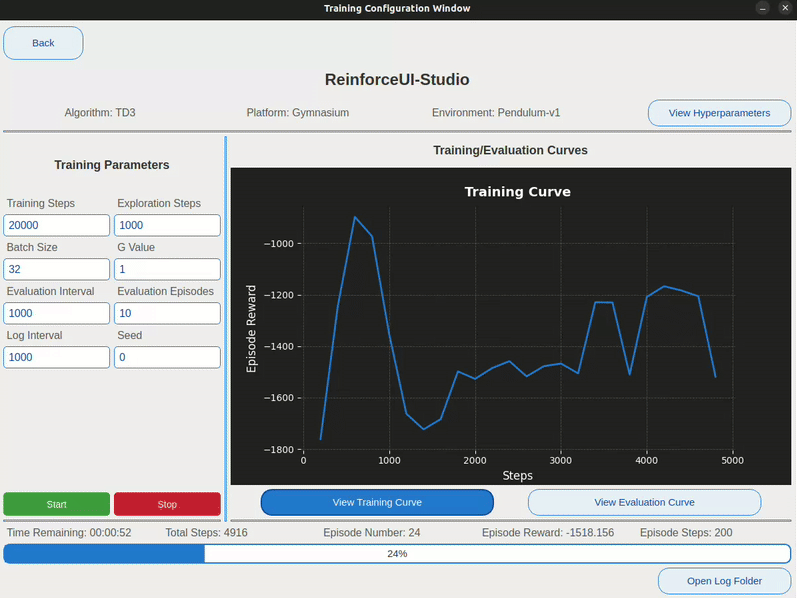 Training Configuration Window
Back
ReinforceUI-Studio
Algorithm: TD3 Platform: Gymnasium Environment: Pendulum-v1 View Hyperparameters
Training Parameters
Training Steps Exploration Steps
20000 1000
Batch Size G Value
32 1
Evaluation Interval Evaluation Episodes
1000 10
Log Interval Seed
1000 0
Start Stop
Training/Evaluation Curves
Training Curve
Episode Reward
−1000
−1200
−1400
−1600
−1800
0 1000 2000 3000 4000 5000
Steps
View Training Curve View Evaluation Curve
Time Remaining: 00:00:52 Total Steps: 4916 Episode Number: 24 Episode Reward: -1518.156 Episode Steps: 200
24%
Open Log Folder